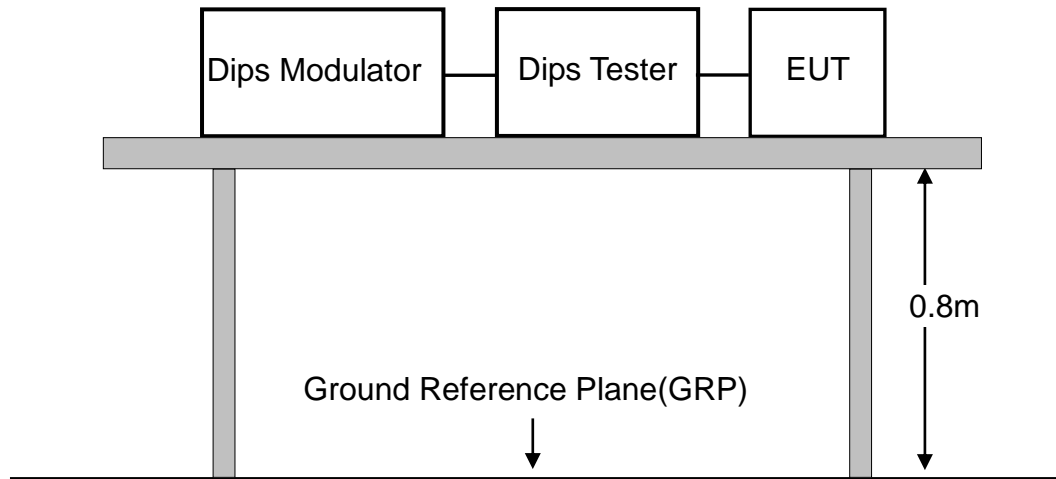 Dips Modulator
Dips Tester
EUT
0.8m
Ground Reference Plane(GRP)